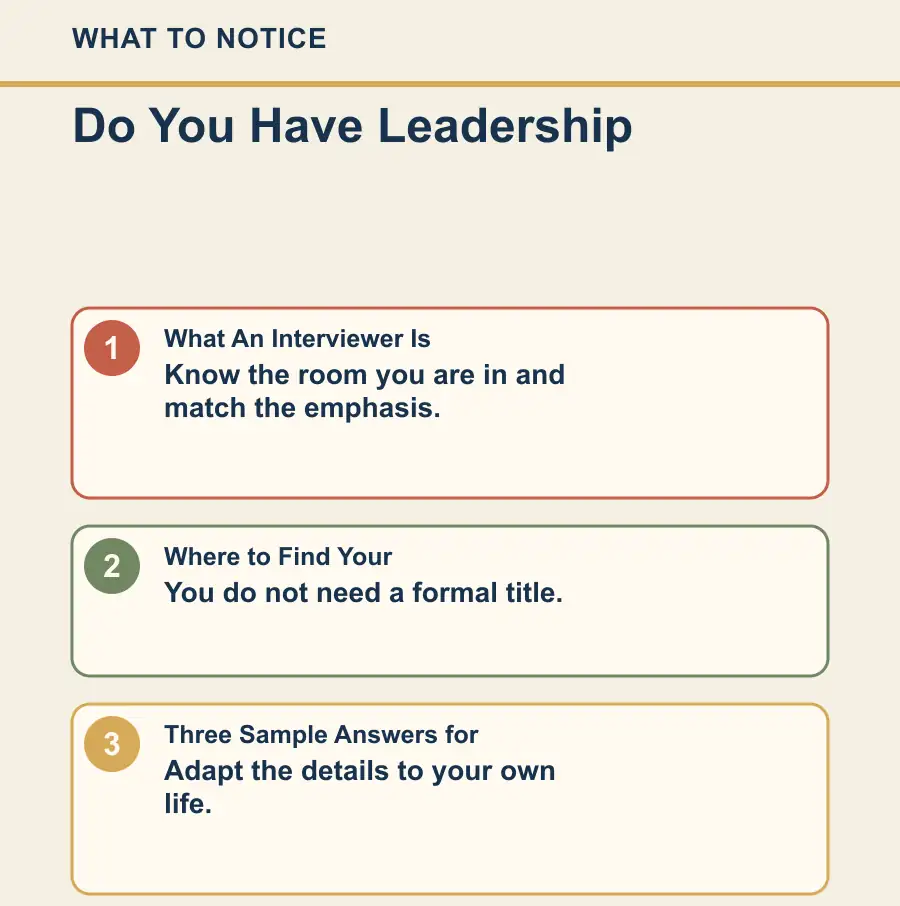 WHAT TO NOTICE
Do You Have Leadership
1
What An Interviewer Is
Know the room you are in and
match the emphasis.
2
Where to Find Your
You do not need a formal title.
3
Three Sample Answers for
Adapt the details to your own
life.